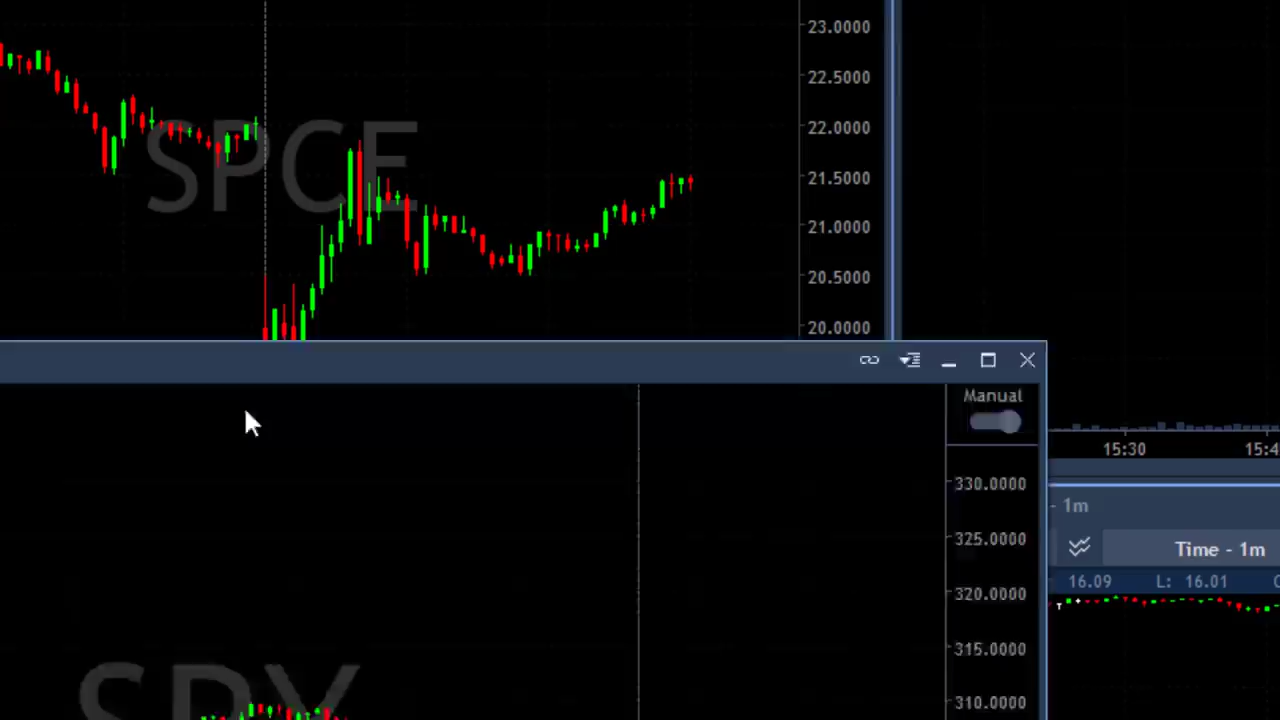 23.0000
22.5000
22.0000
SPCE
21.5000
21.0000
20.5000
20.0000
Manual
15:30
15:4
330.0000
- 1m
325.0000
Time - 1m
16.09 L: 16.01
320.0000
315.0000
SPY
310.0000